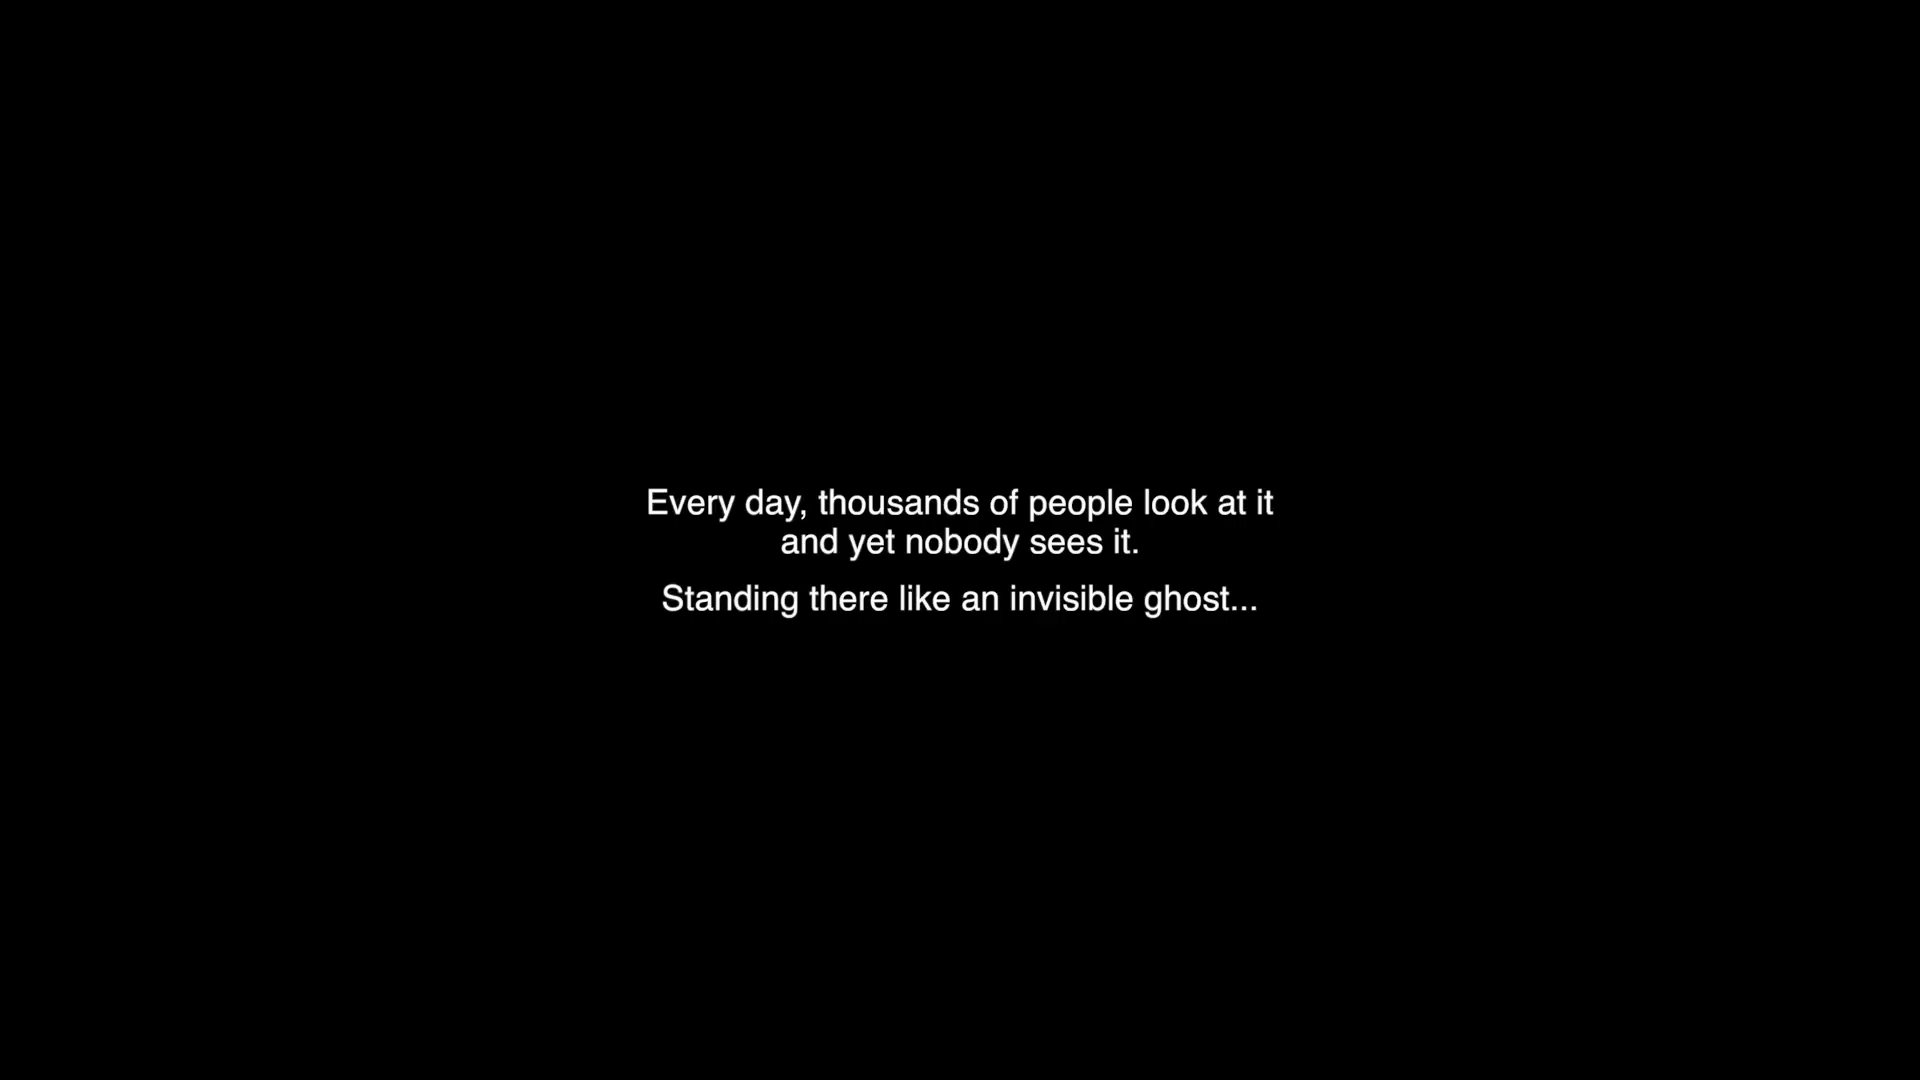 Every day, thousands of people look at it
and yet nobody sees it.
Standing there like an invisible ghost...